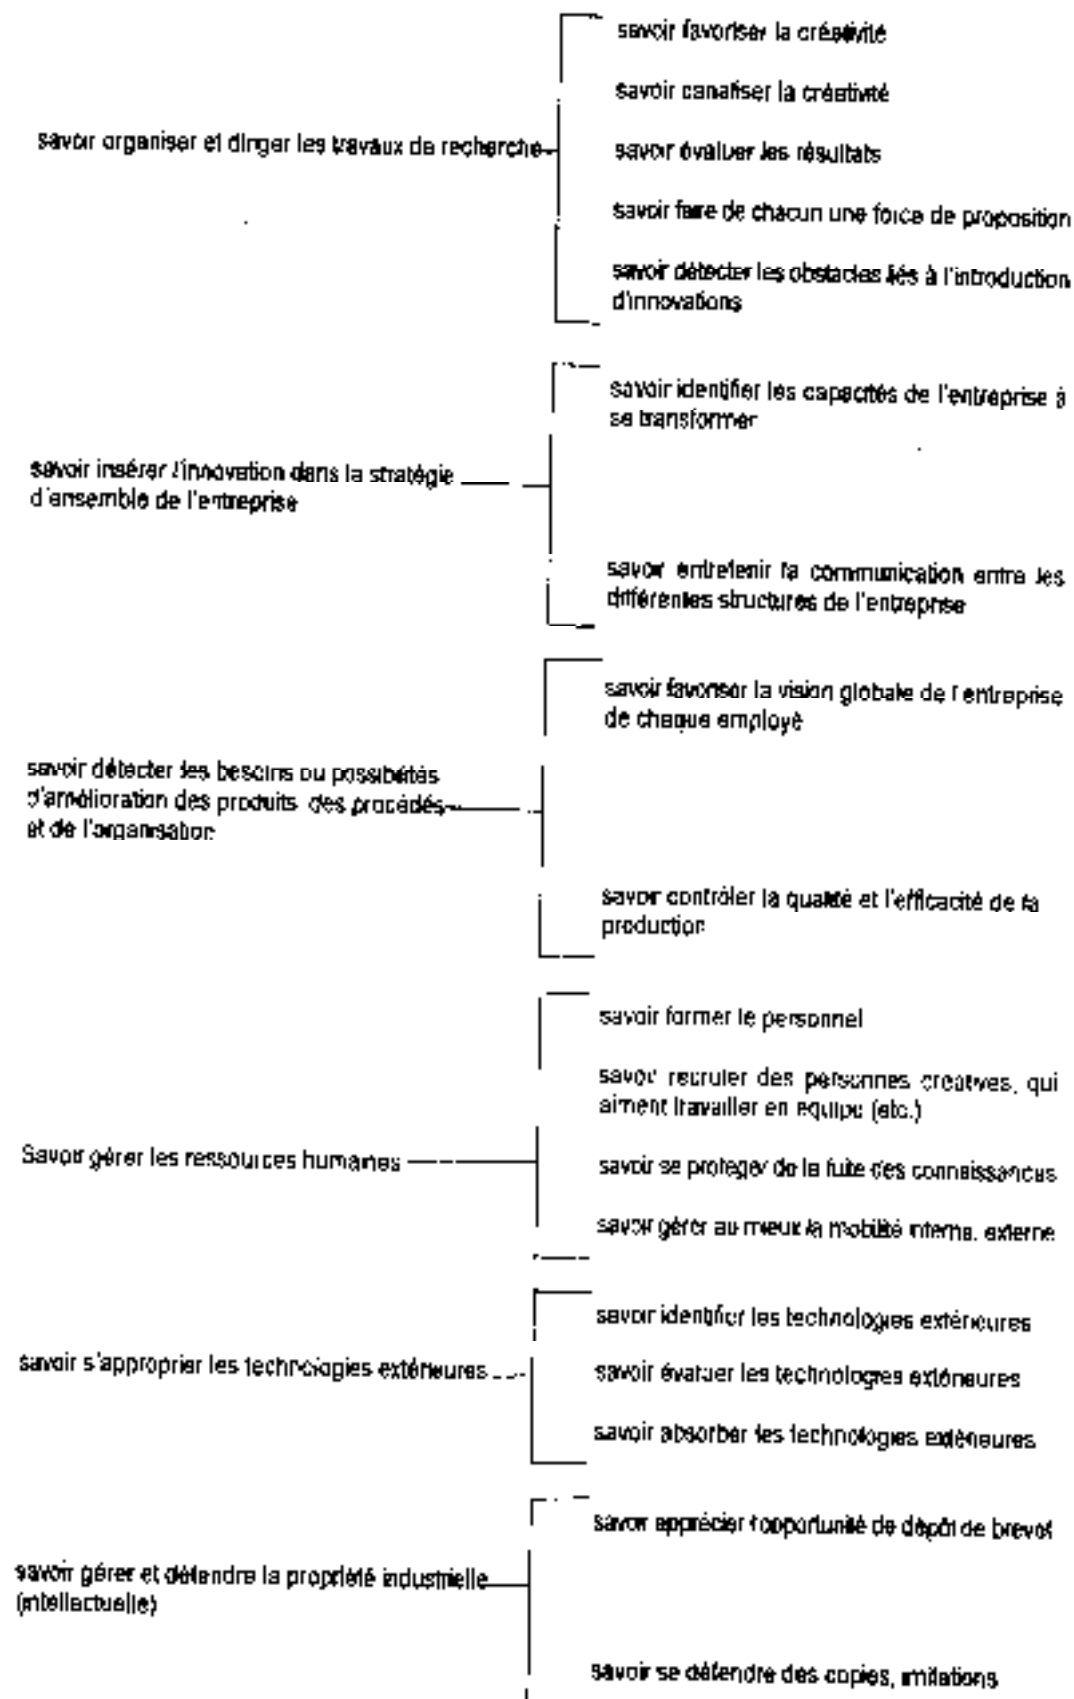 savoir favoriser la créativité
savoir canaliser la créativité
savoir organiser et diriger les travaux de recherche
savoir évaluer les résultats
savoir faire de chacun une force de proposition
savoir détecter les obstacles liés à l'introduction
d'innovations
savoir identifier les capacités de l'entreprise à
se transformer
savoir insérer l'innovation dans la stratégie
d'ensemble de l'entreprise
savoir entretenir la communication entre les
différentes structures de l'entreprise
savoir favoriser la vision globale de l'entreprise
de chaque employé
savoir détecter les besoins ou possibétés
d'amélioration des produits des procédés
et de l'organisation
savoir contrôler la qualité et l'efficacité de la
production
savoir former le personnel
savoir recruter des personnes creatives, qui
aiment travailler en equipe (etc.)
Savoir gérer les ressources humaines
savoir se proteger de la fuite des connaissances
savoir gérer au mieux la mobilité interne, externe
savoir identifier les technologies extérieures
savoir s'approprier les technologies extérieures
savoir évaluer les technologies extérieures
savoir absorber les technologies extérieures
savoir apprécier l'opportunité de dépôt de brevet
savoir gérer et défendre la propriété industrielle
(intellectuelle)
savoir se défendre des copies, imitations